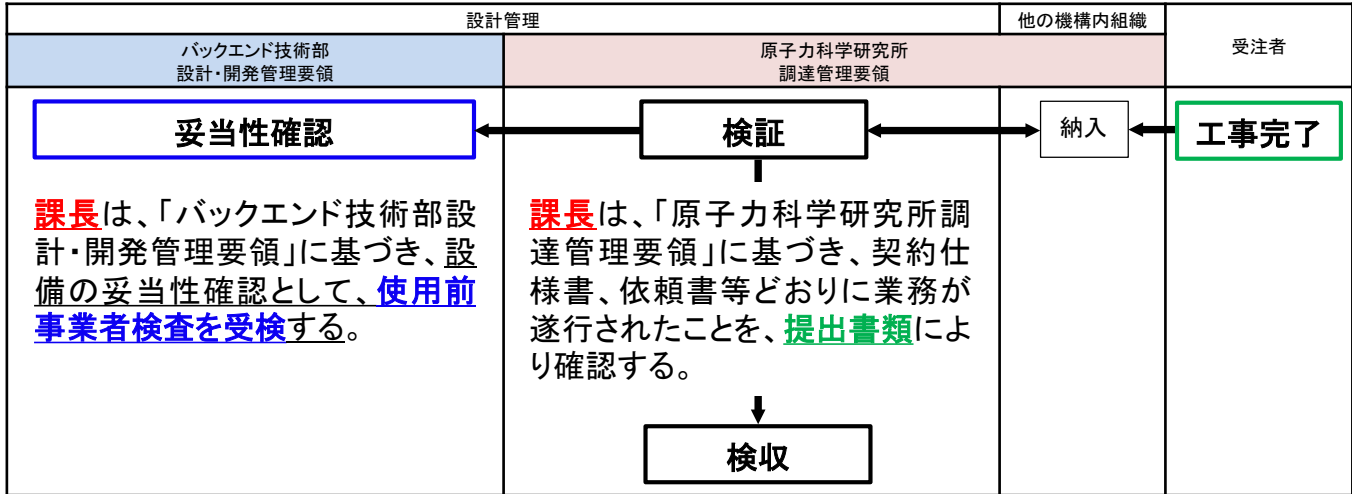 設計管理
他の機構内組織
受注者
バックエンド技術部
設計・開発管理要領
原子力科学研究所
調達管理要領
妥当性確認
検証
納入
工事完了
課長は、「バックエンド技術部設
計・開発管理要領」に基づき、設
備の妥当性確認として、使用前
事業者検査を受検する。
課長は、「原子力科学研究所調
達管理要領」に基づき、契約仕
様書、依頼書等どおりに業務が
遂行されたことを、提出書類によ
り確認する。
検収